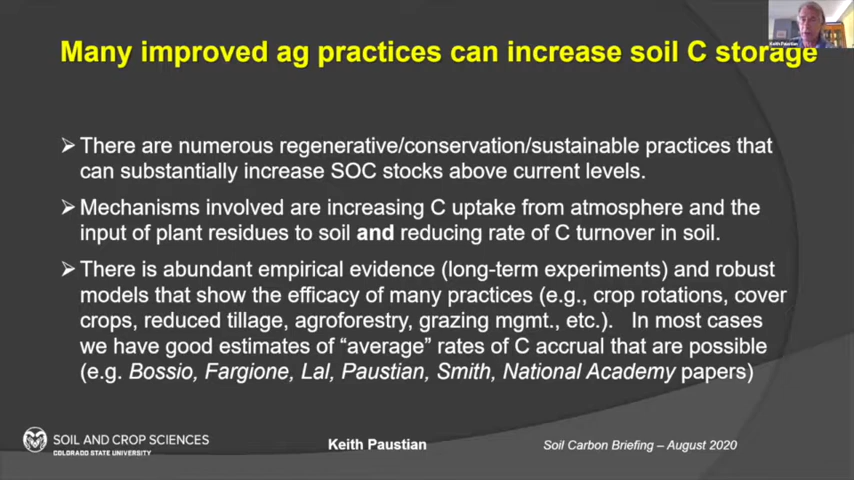 Many improved ag practices can increase soil C storage
Keith Paustian
➢ There are numerous regenerative/conservation/sustainable practices that
can substantially increase SOC stocks above current levels.
➢ Mechanisms involved are increasing C uptake from atmosphere and the
input of plant residues to soil and reducing rate of C turnover in soil.
➢ There is abundant empirical evidence (long-term experiments) and robust
models that show the efficacy of many practices (e.g., crop rotations, cover
crops, reduced tillage, agroforestry, grazing mgmt., etc.). In most cases
we have good estimates of “average” rates of C accrual that are possible
(e.g. Bossio, Fargione, Lal, Paustian, Smith, National Academy papers)
SOIL AND CROP SCIENCES
COLORADO STATE UNIVERSITY
Keith Paustian
Soil Carbon Briefing – August 2020